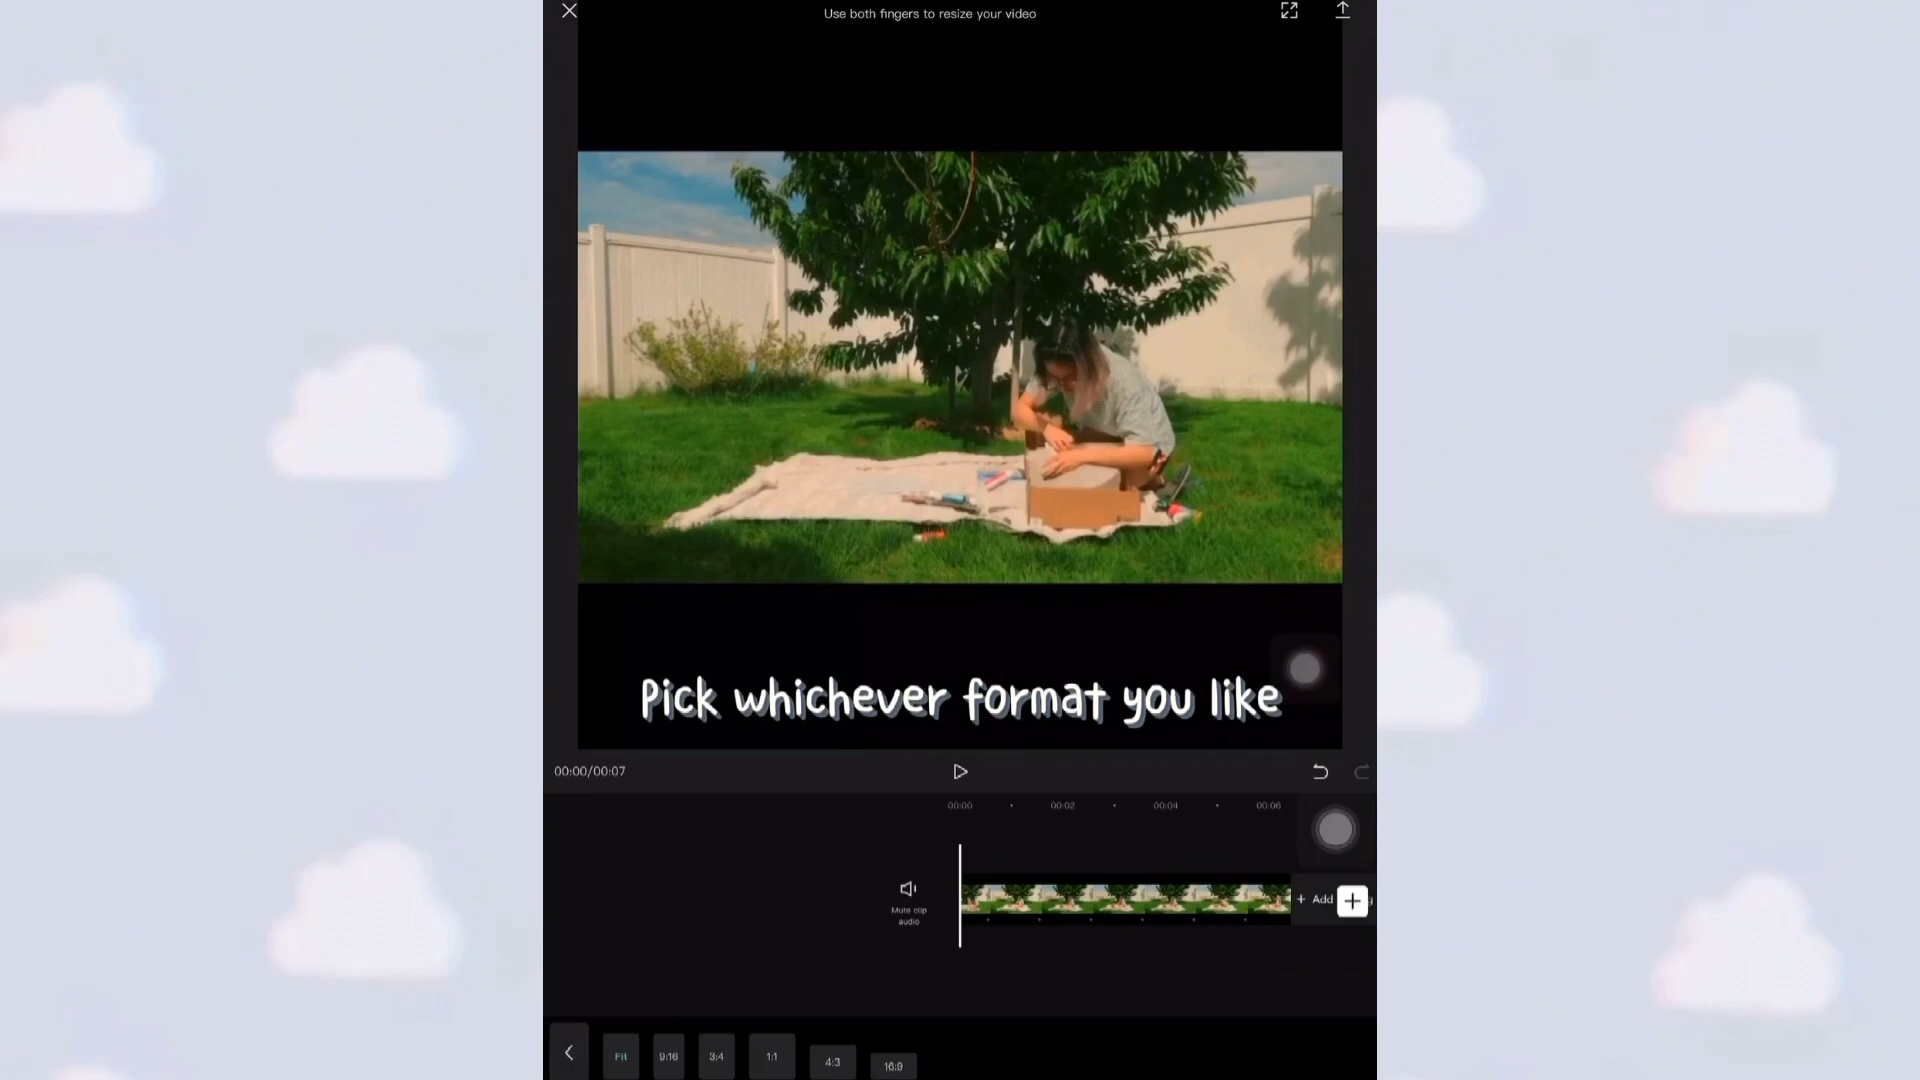 Use both fingers to resize your video
Pick whichever format you like
00:00/00:07
00:00 00:02 00:04 00:06
Mute clip
audio
+ Add
Fit 9:16 3:4 1:1 4:3 16:9